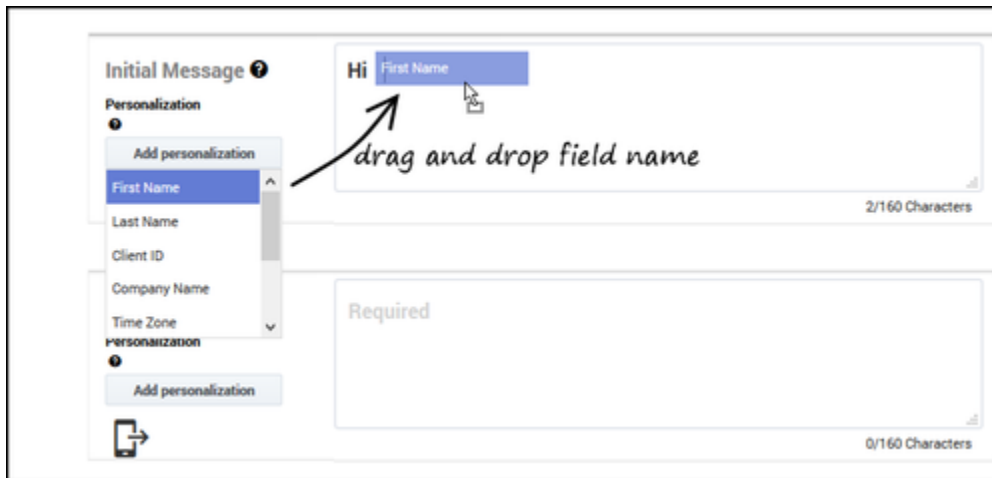 Initial Message
Hi First Name
Personalization
Add personalization
drag and drop field name
First Name
Last Name
Client ID
Company Name
Time Zone
2/160 Characters
Required
Personalization
Add personalization
0/160 Characters